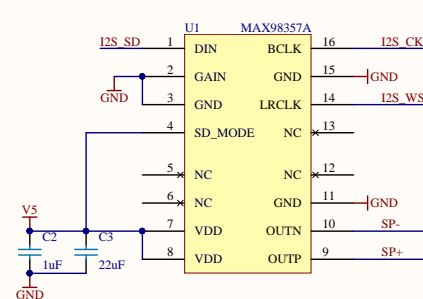 U1 MAX98357A
I2S_SD 1 DIN BCLK 16 I2S_CK
2 GAIN GND 15 GND
GND 3 GND LRCLK 14 I2S_WS
4 SD_MODE NC 13
5 NC NC 12
6 NC GND 11 GND
V5 7 VDD OUTN 10 SP-
8 VDD OUTP 9 SP+
C2 C3
1uF 22uF
GND